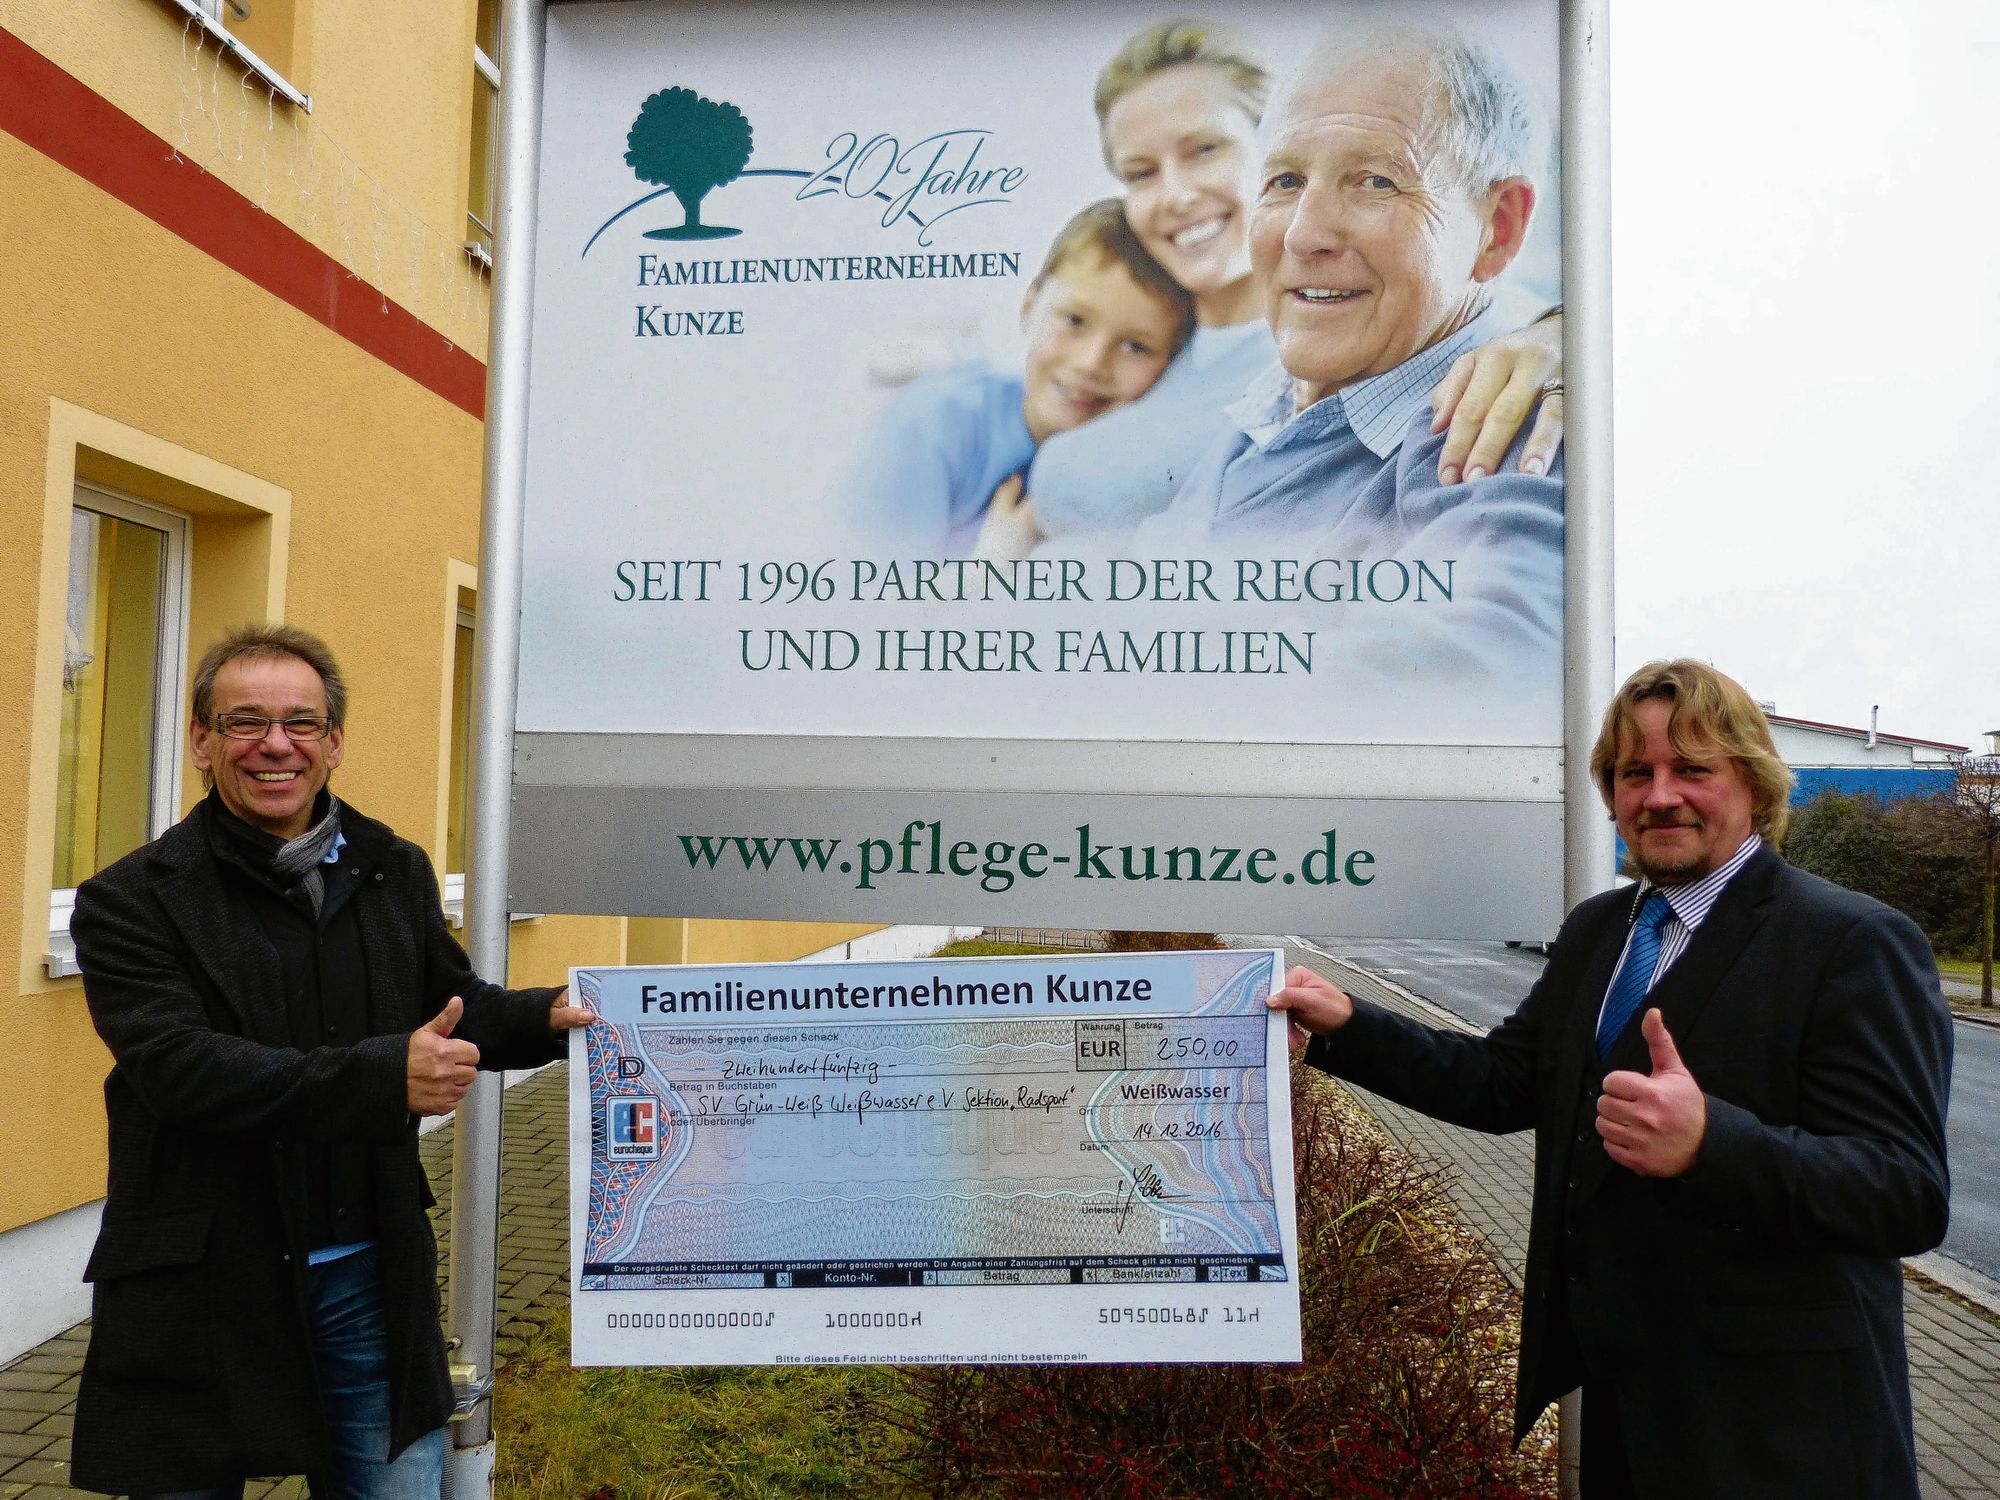 20 Jahre
FAMILIENUNTERNEHMEN
KUNZE
SEIT 1996 PARTNER DER REGION
UND IHRER FAMILIEN
www.pflege-kunze.de
Familienunternehmen Kunze
Zahlen Sie gegen diesen Scheck
Währung
EUR
Betrag
250,00
D
- Zweihundertfünfzig -
Betrag in Buchstaben
an SV Grün-Weiß Weißwasser e.V. Sektion „Radsport"
oder Überbringer
Weißwasser
Ort
14.12.2016
Datum
ec
eurocheque
eurocheque
Unterschrift
ec
Der vorgedruckte Schecktext darf nicht geändert oder gestrichen werden. Die Angabe einer Zahlungsfrist auf dem Scheck gilt als nicht geschrieben.
Scheck-Nr. x Konto-Nr. x Betrag x Bankleitzahl x Text
0000000000000⑀ 1000000⑁ 50950068⑀ 11⑁
Bitte dieses Feld nicht beschriften und nicht bestempeln